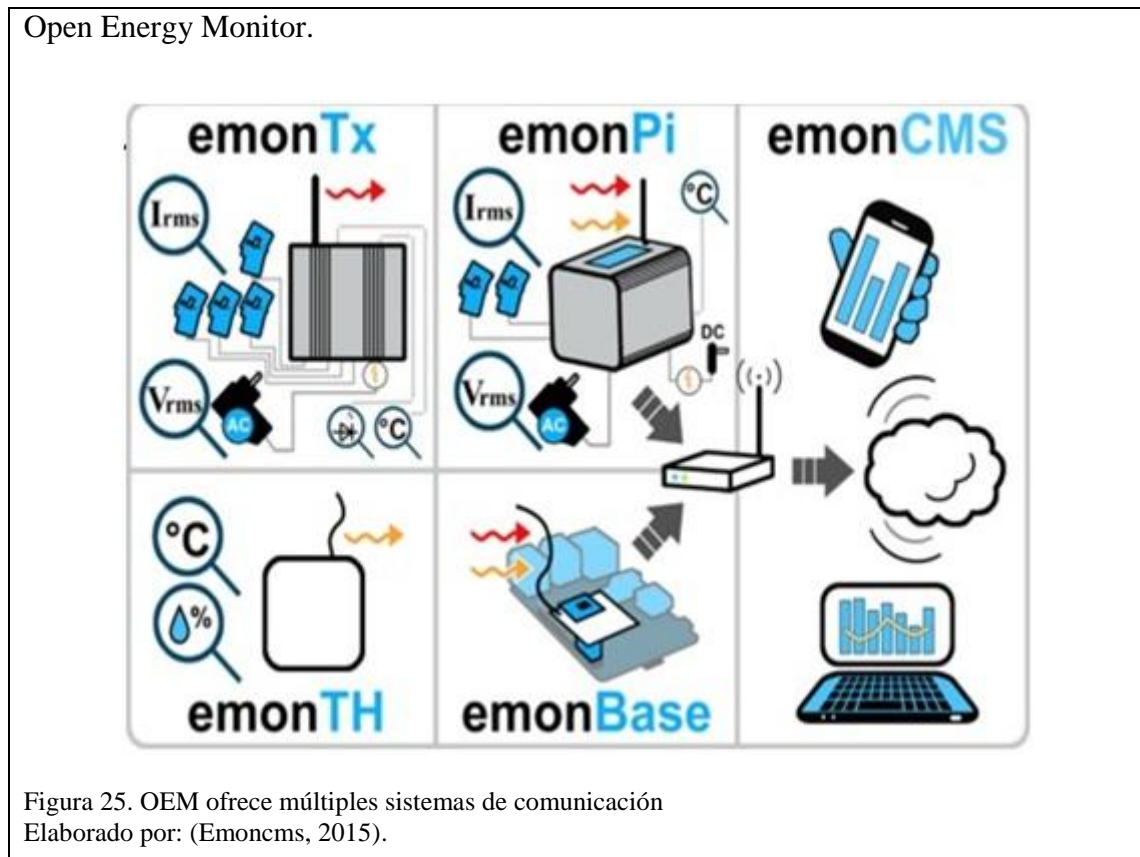 Open Energy Monitor.
emonTx
emonPi
emonCMS
Irms
Irms
°C
DC
Vrms
AC
°C
Vrms
AC
°C
%
emonTH
emonBase
Figura 25. OEM ofrece múltiples sistemas de comunicación
Elaborado por: (Emoncms, 2015).